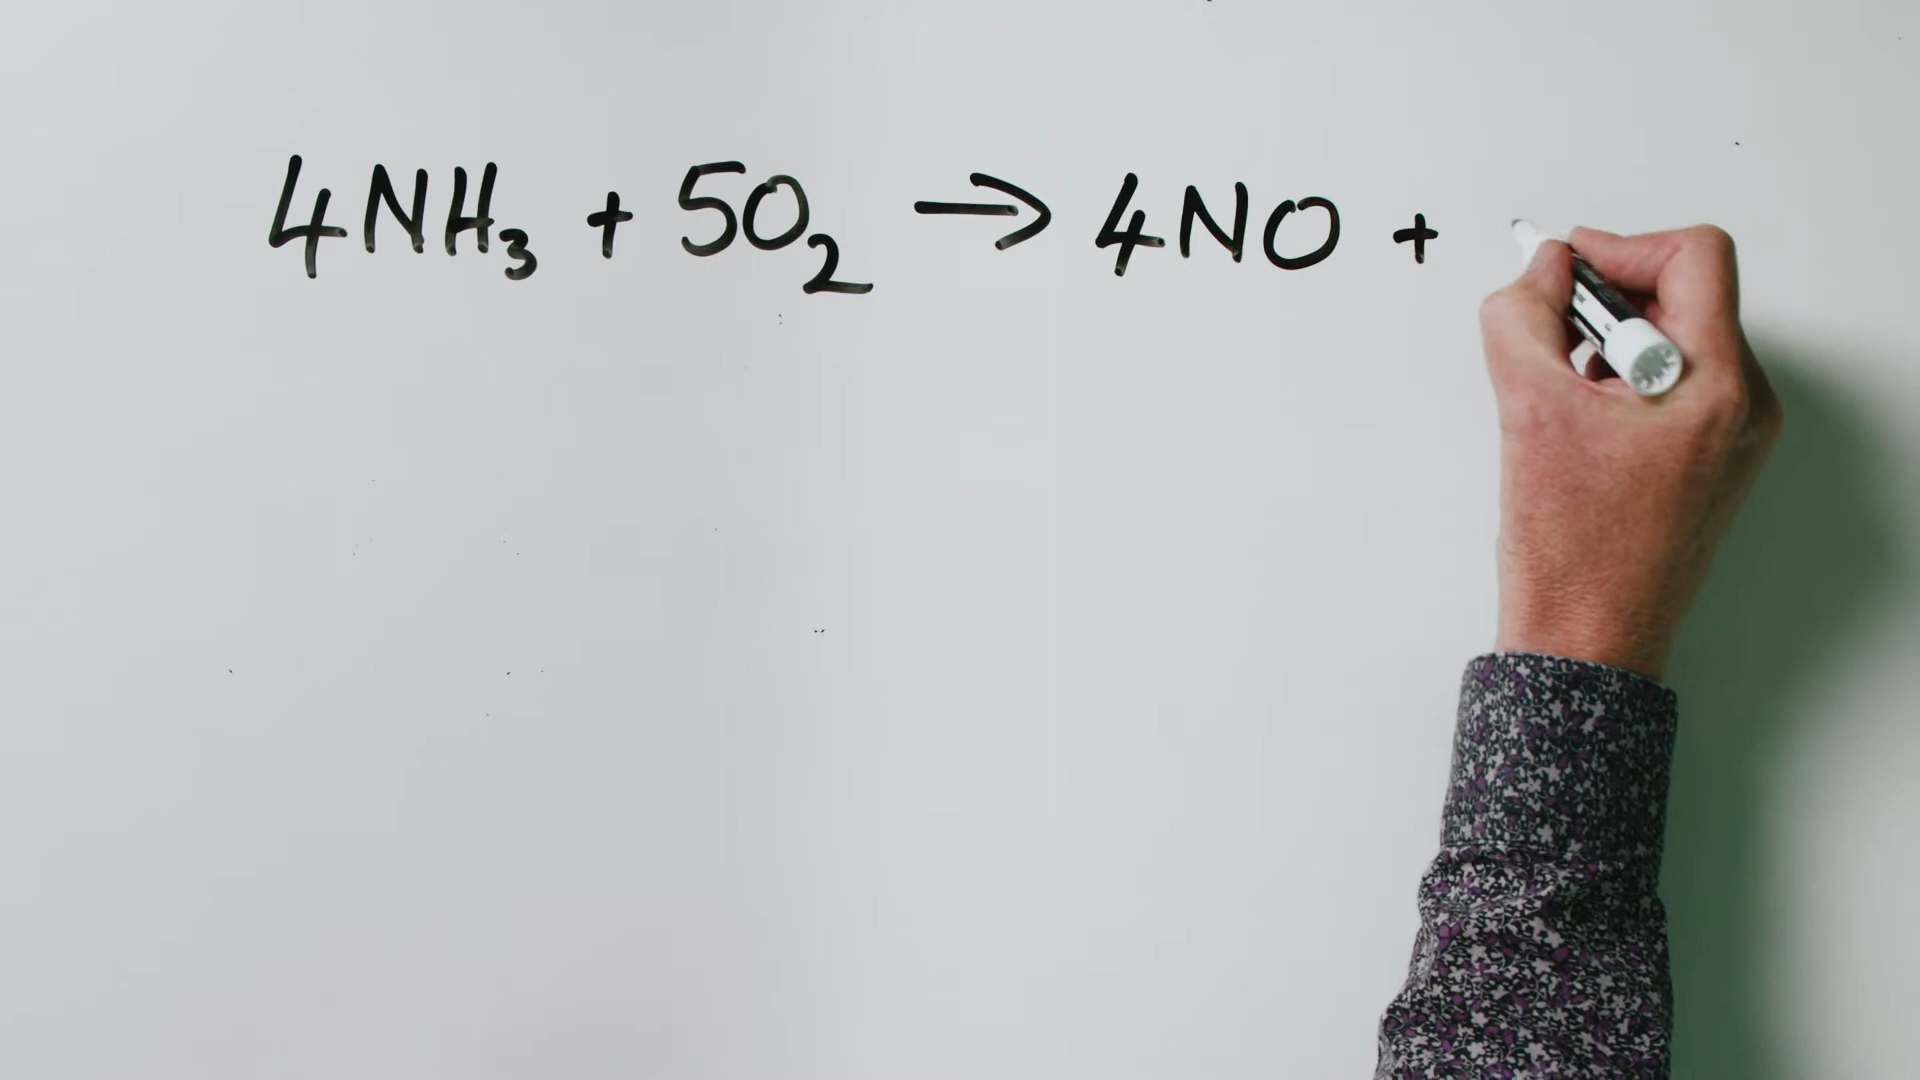 4NH₃ + 5O₂ → 4NO +